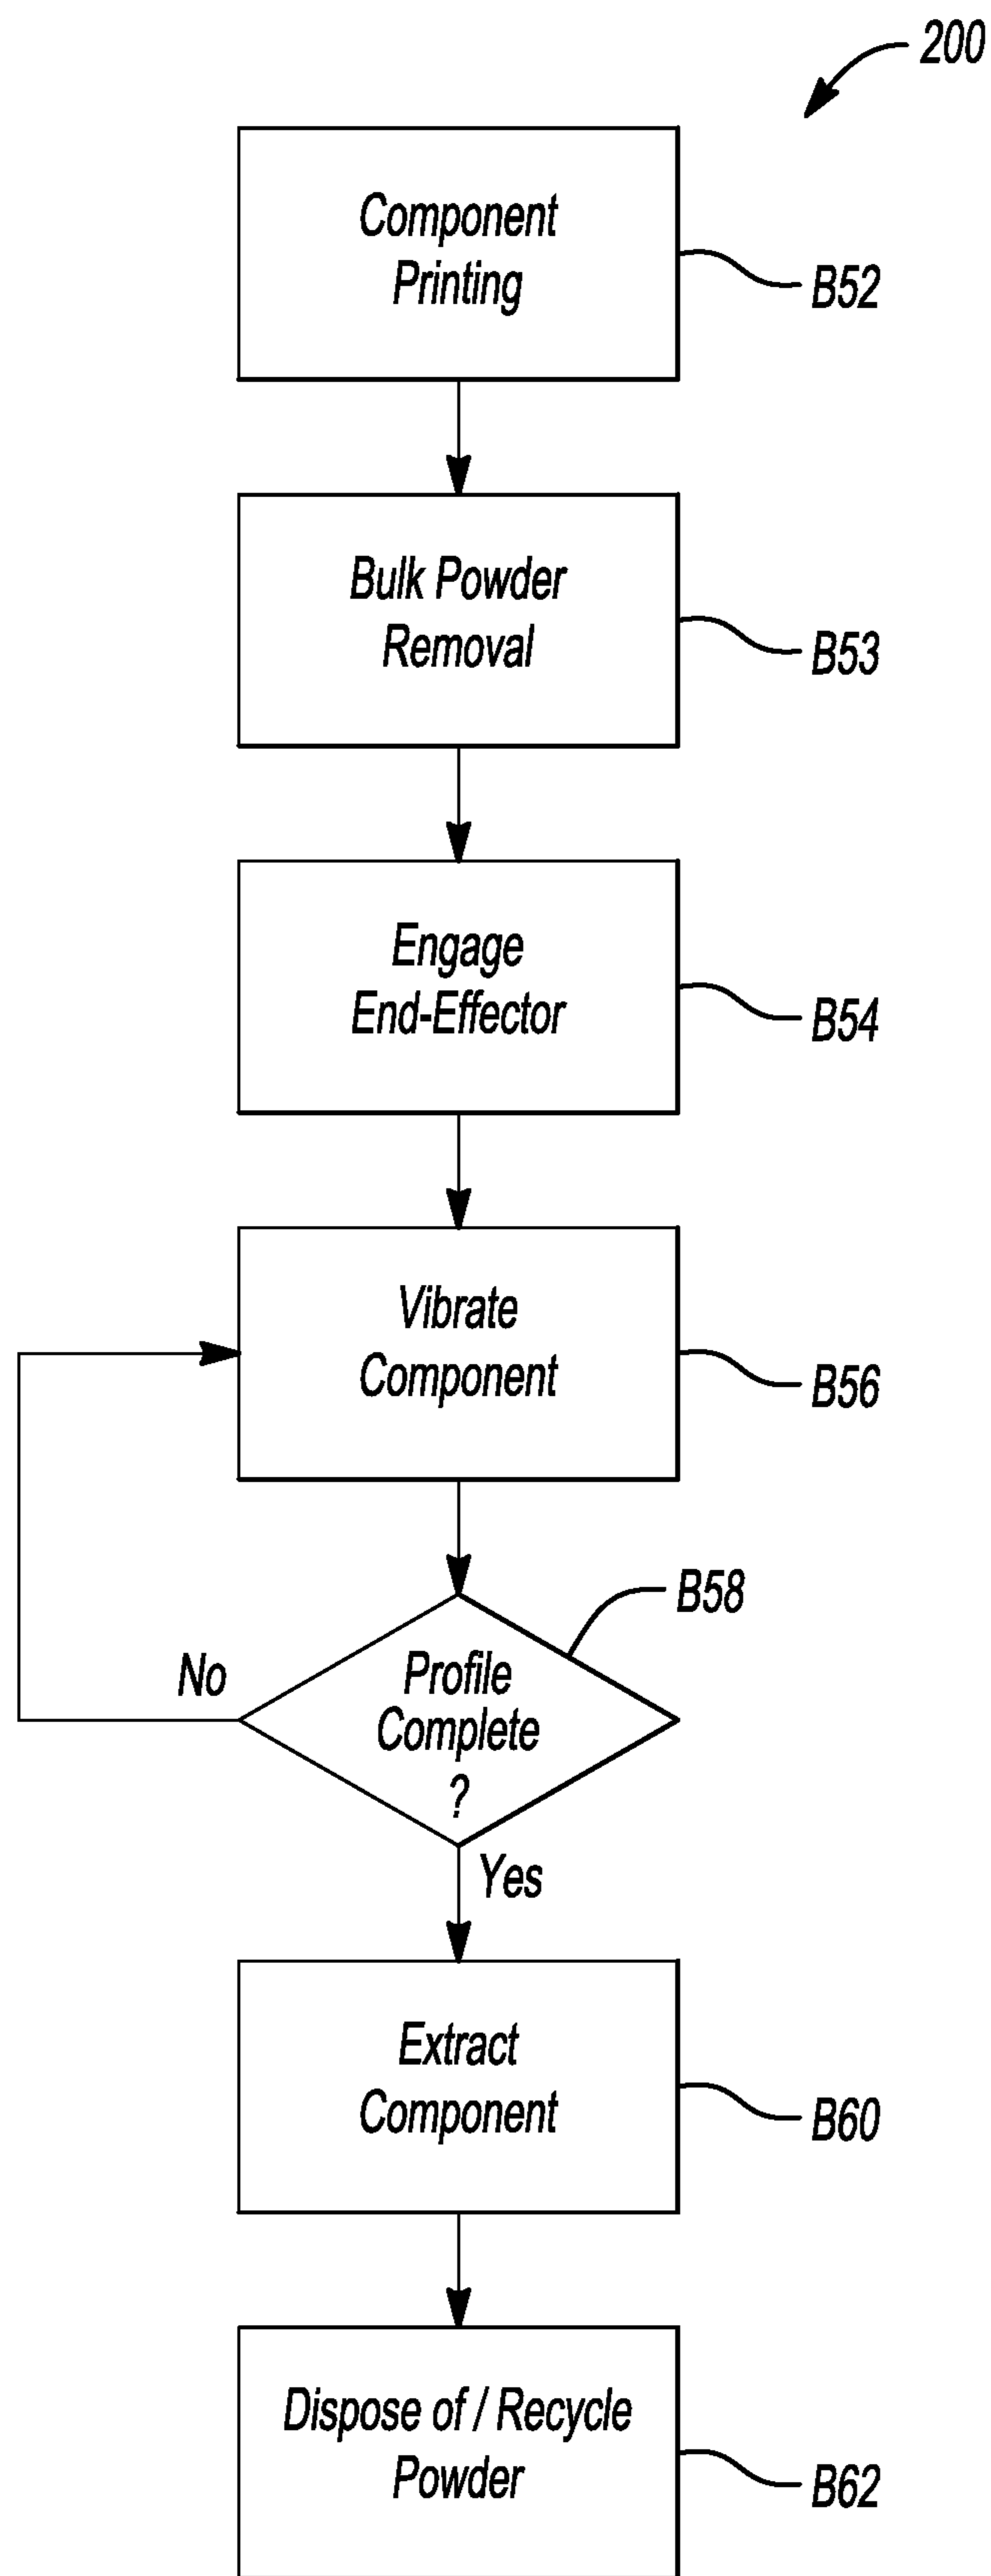 200
Component
Printing
B52
Bulk Powder
Removal
B53
Engage
End-Effector
B54
Vibrate
Component
B56
B58
No
Profile
Complete
?
Yes
Extract
Component
B60
Dispose of / Recycle
Powder
B62